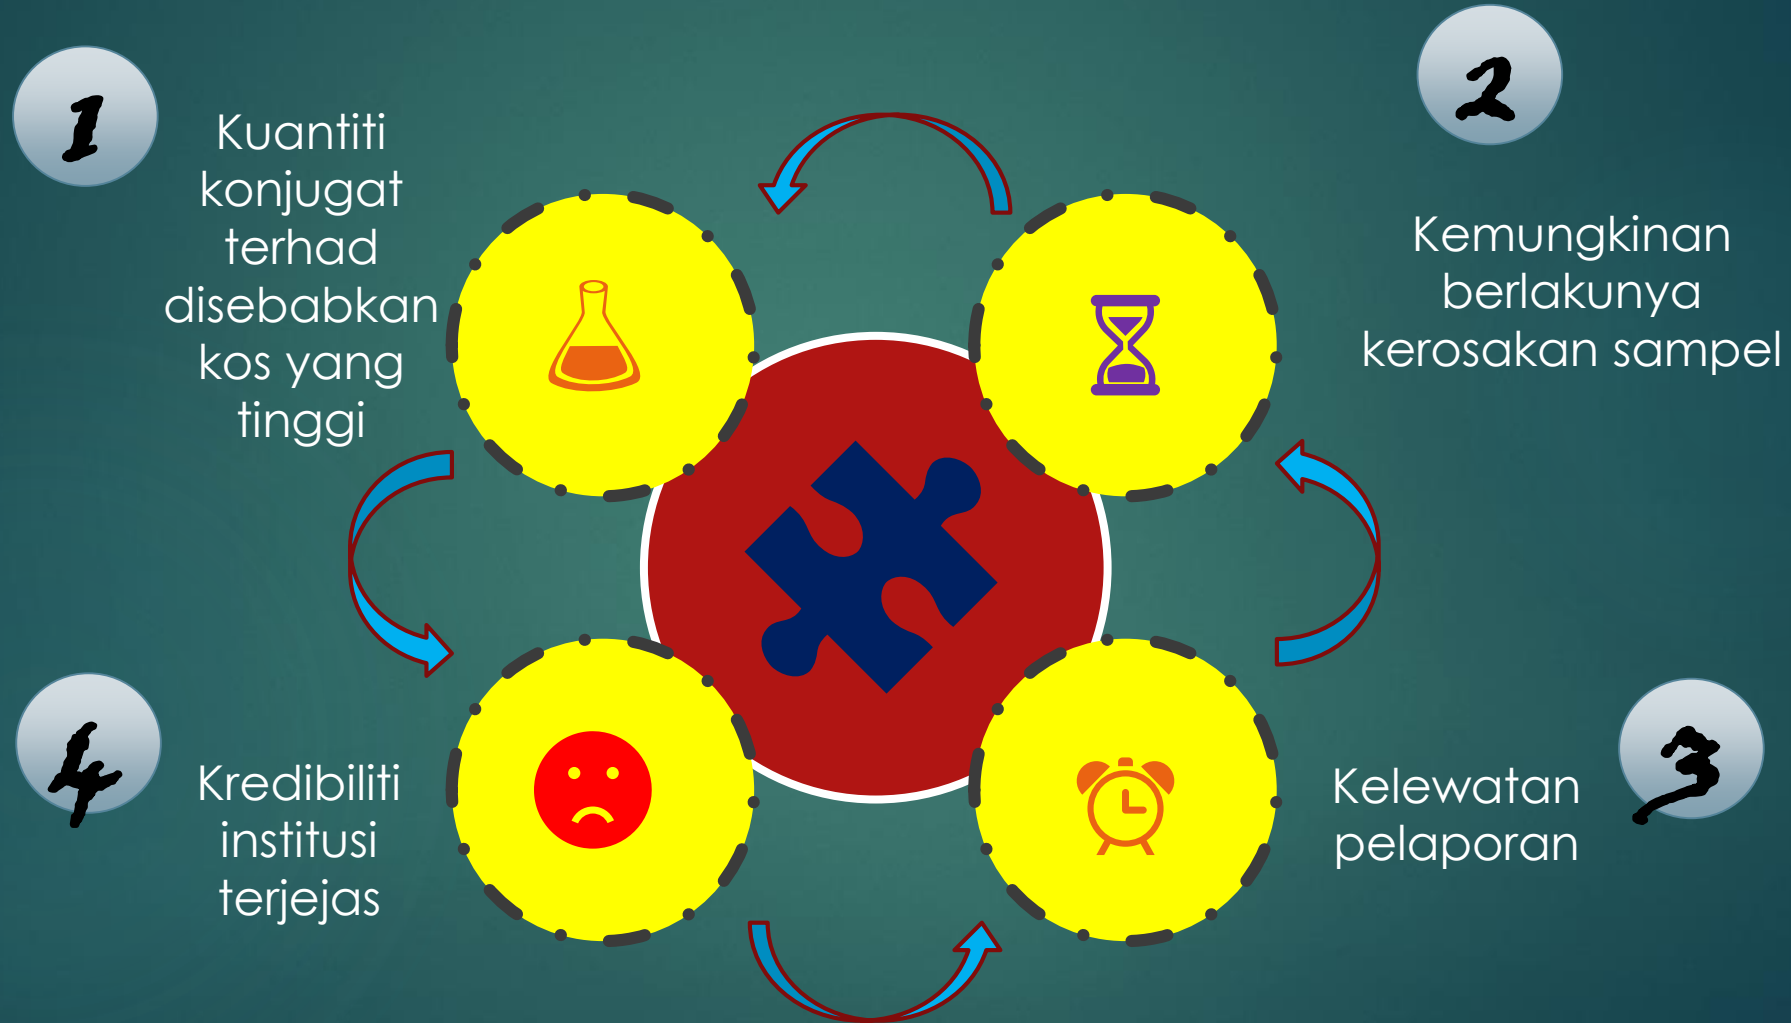 1
Kuantiti
konjugat
terhad
disebabkan
kos yang
tinggi
2
Kemungkinan
berlakunya
kerosakan sampel
3
Kelewatan
pelaporan
4
Kredibiliti
institusi
terjejas